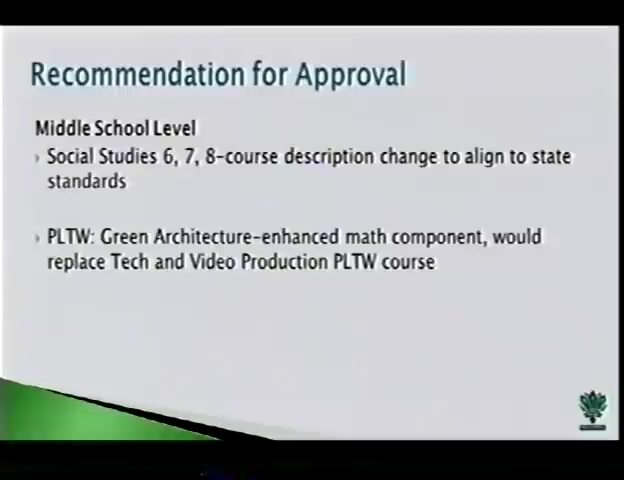 Recommendation for Approval
Middle School Level
Social Studies 6, 7, 8-course description change to align to state
standards
PLTW: Green Architecture-enhanced math component, would
replace Tech and Video Production PLTW course